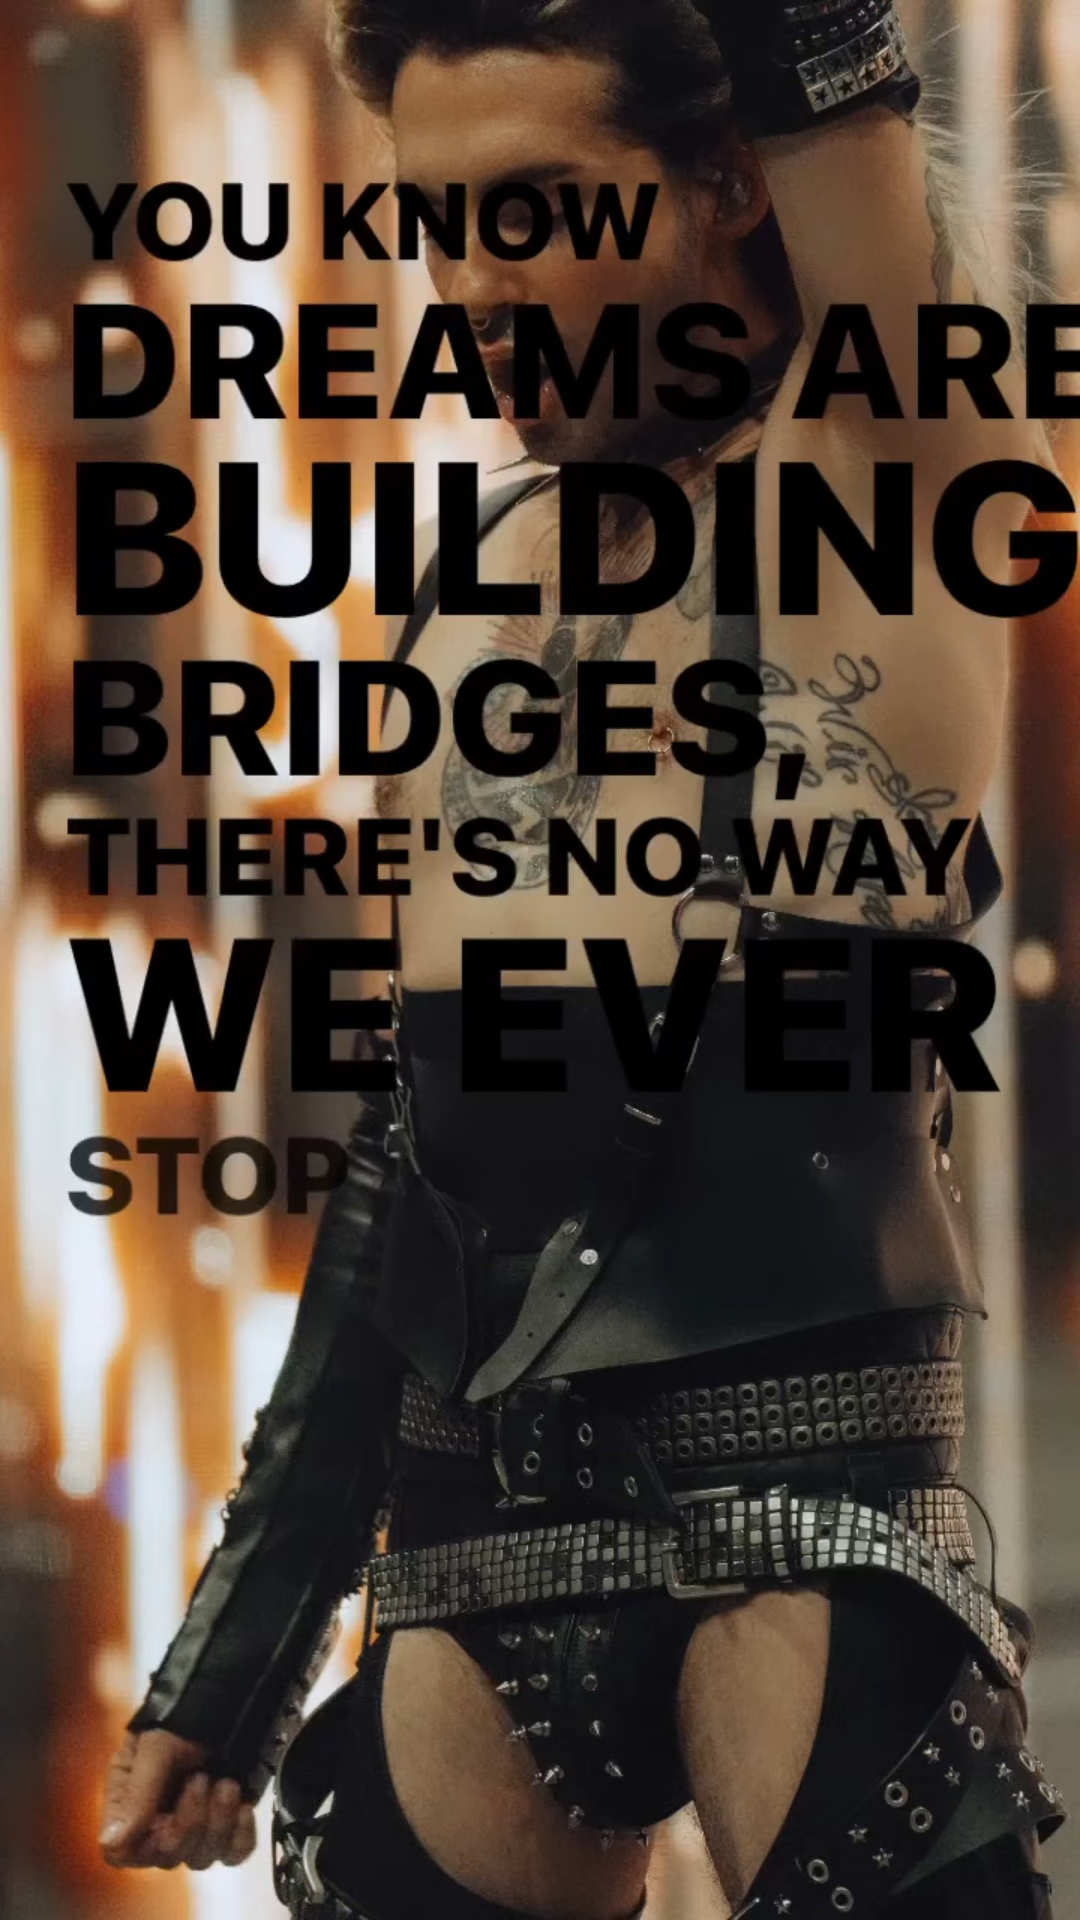 YOU KNOW
DREAMS ARE
BUILDING
BRIDGES,
THERE'S NO WAY
WE EVER
STOP